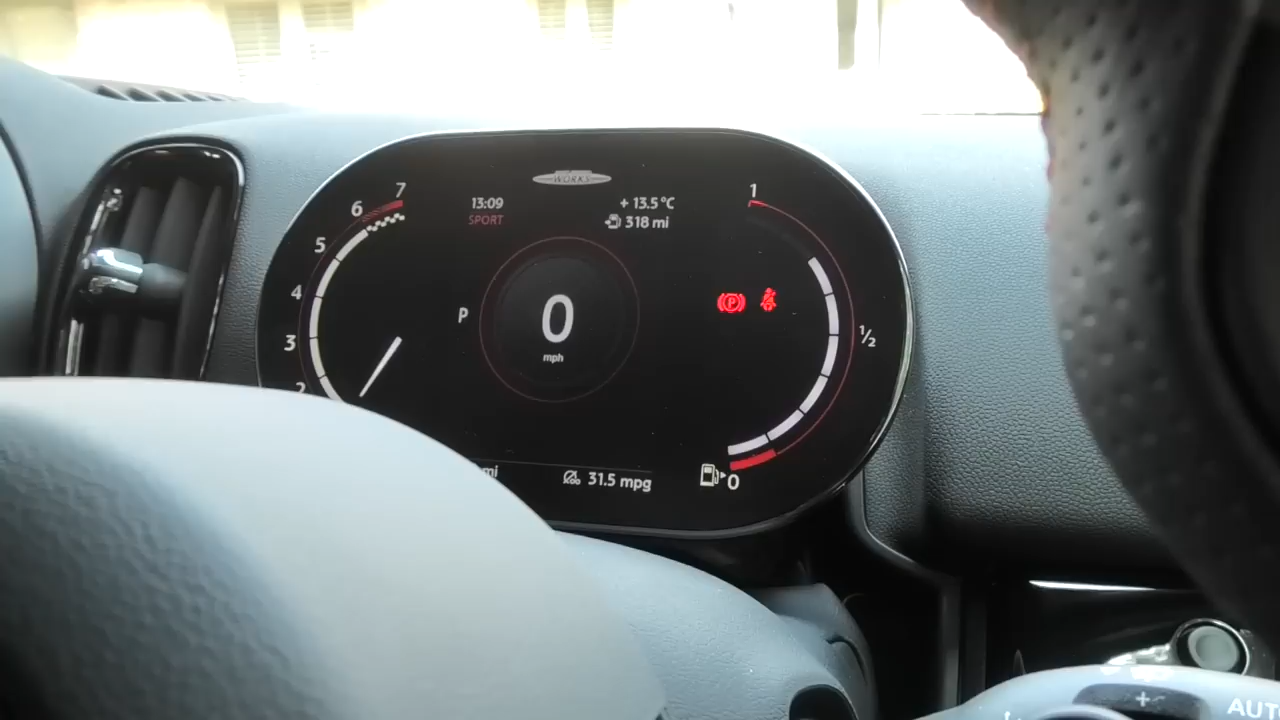 WORKS
7
6
5
4
3
2
13:09
SPORT
+ 13.5°C
318 mi
P
0
mph
P
1
1/2
0
mi
31.5 mpg
+
AUTO